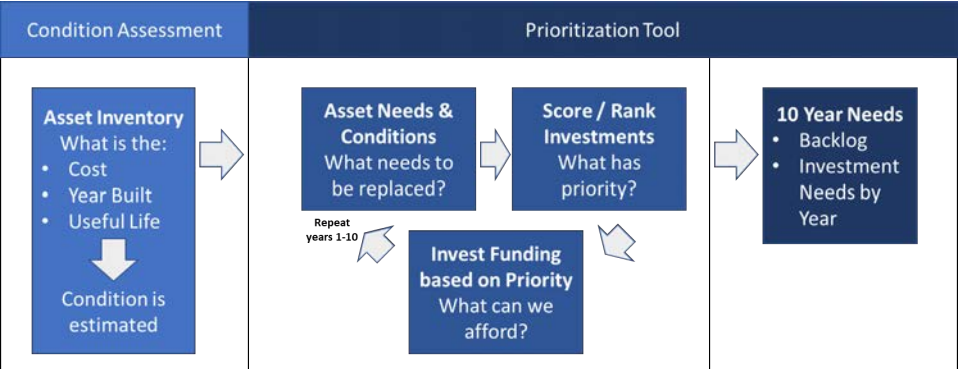 Condition Assessment
Prioritization Tool
Asset Inventory
What is the:
• Cost
• Year Built
• Useful Life
Condition is
estimated
Asset Needs &
Conditions
What needs to
be replaced?
Score / Rank
Investments
What has
priority?
Repeat
years 1-10
Invest Funding
based on Priority
What can we
afford?
10 Year Needs
• Backlog
• Investment
Needs by
Year